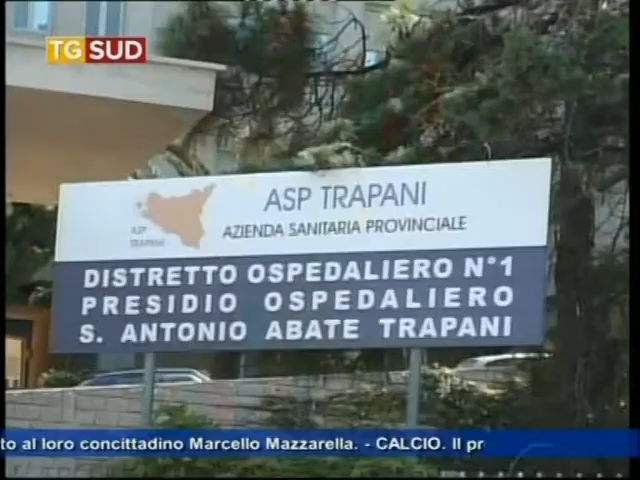 TG SUD
ASP TRAPANI
ASP
TRAPANI
AZIENDA SANITARIA PROVINCIALE
DISTRETTO OSPEDALIERO N°1
PRESIDIO OSPEDALIERO
S. ANTONIO ABATE TRAPANI
to al loro concittadino Marcello Mazzarella. - CALCIO. Il pr